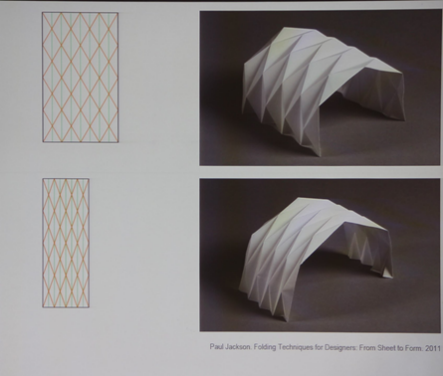 Paul Jackson. Folding Techniques for Designers: From Sheet to Form. 2011